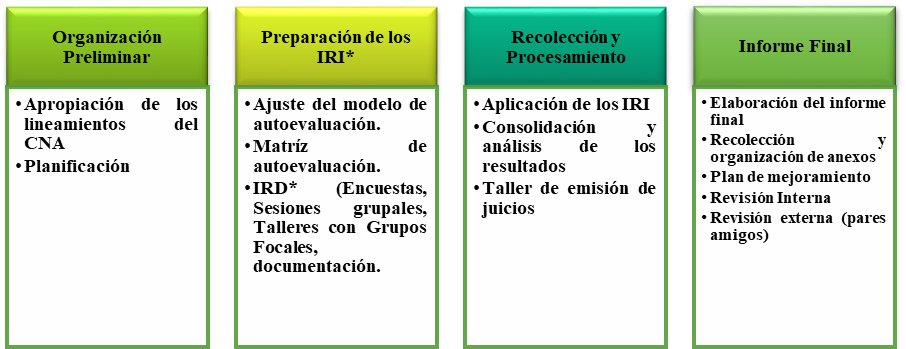 Organización
Preliminar
• Apropiación de los
lineamientos del
CNA
• Planificación
Preparación de los
IRI*
• Ajuste del modelo de
autoevaluación.
• Matríz de
autoevaluación.
• IRD* (Encuestas,
Sesiones grupales,
Talleres con Grupos
Focales,
documentación.
Recolección y
Procesamiento
• Aplicación de los IRI
• Consolidación y
análisis de los
resultados
• Taller de emisión de
juicios
Informe Final
• Elaboración del informe
final
• Recolección y
organización de anexos
• Plan de mejoramiento
• Revisión Interna
• Revisión externa (pares
amigos)